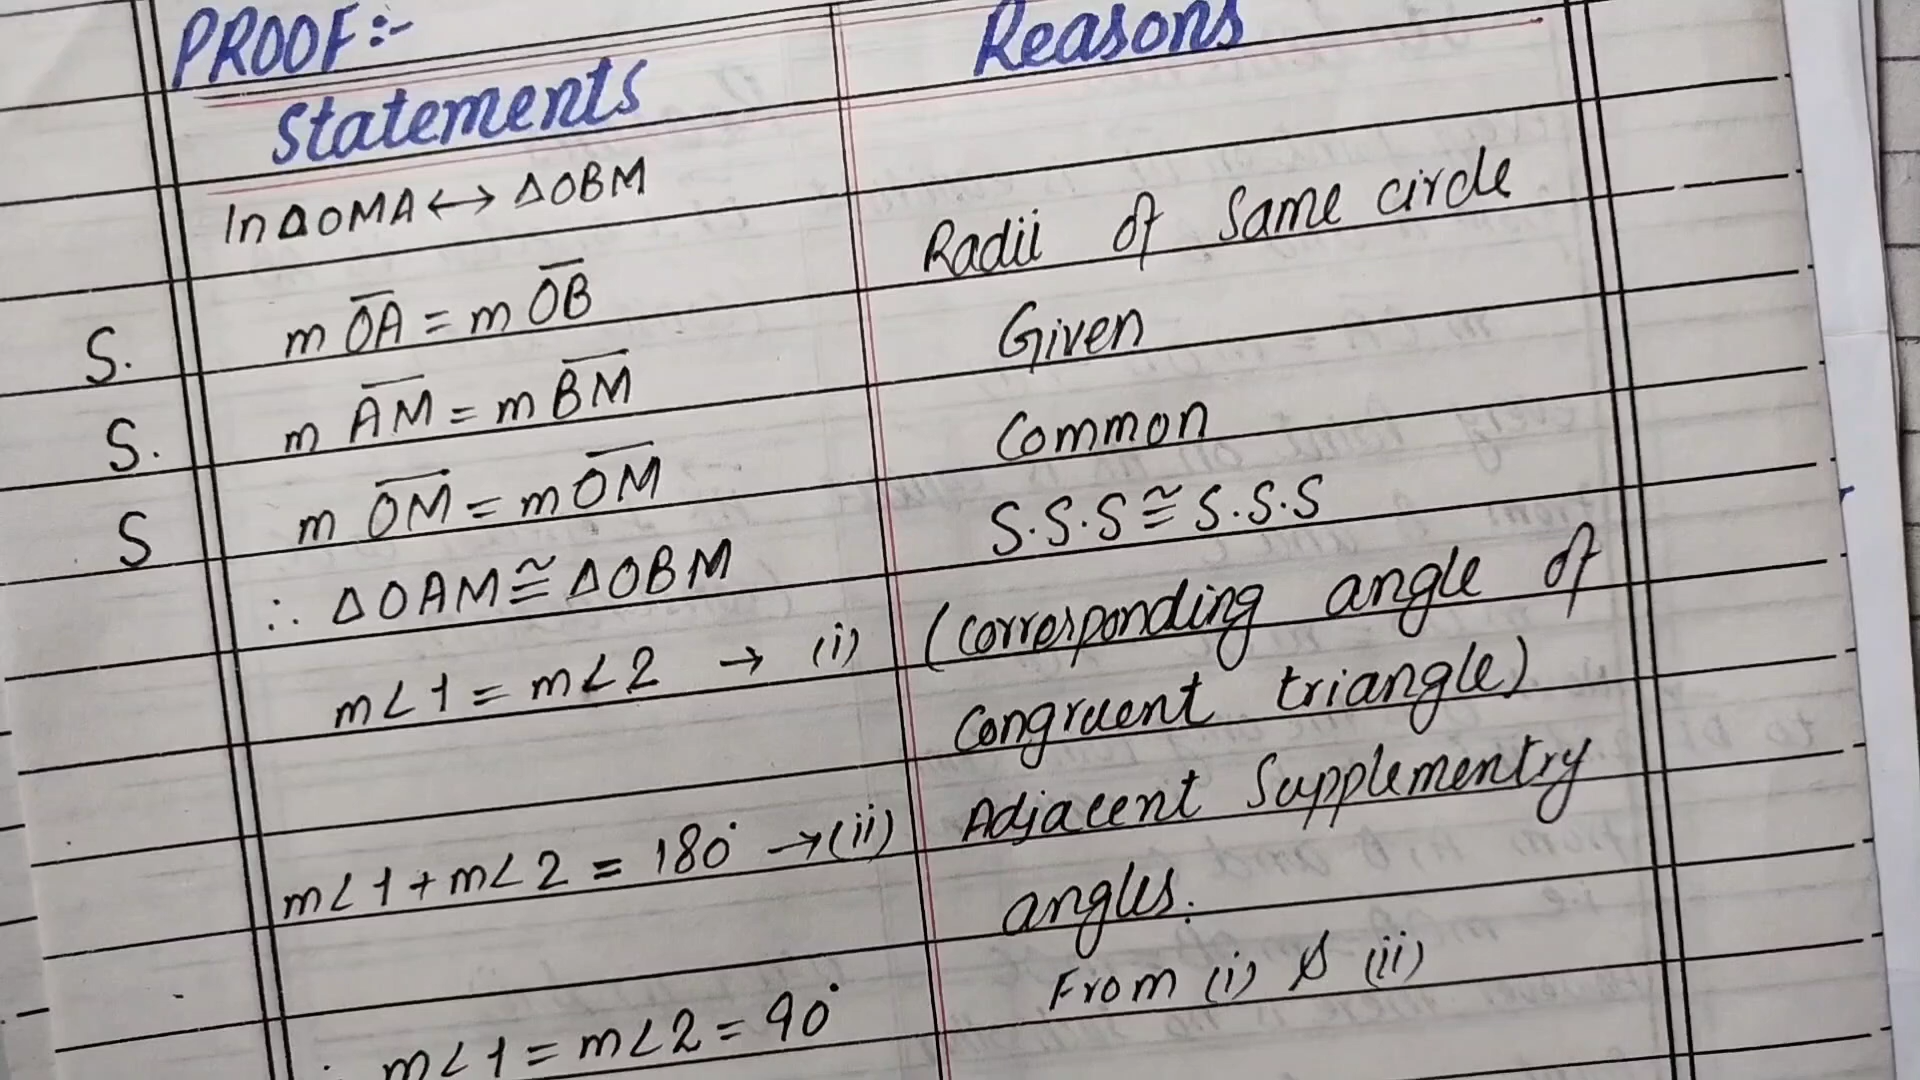 PROOF:-
Statements
Reasons
In ΔOMA ↔ ΔOBM
S. m OA = m OB
Radii of Same circle
S. m AM = m BM
Given
S m OM = m OM
Common
∴ ΔOAM ≅ ΔOBM
S.S.S ≅ S.S.S
m∠1 = m∠2 → (i)
(corresponding angle of
congruent triangle)
m∠1 + m∠2 = 180° → (ii)
Adjacent Supplementry
angles.
m∠1 = m∠2 = 90°
From (i) & (ii)